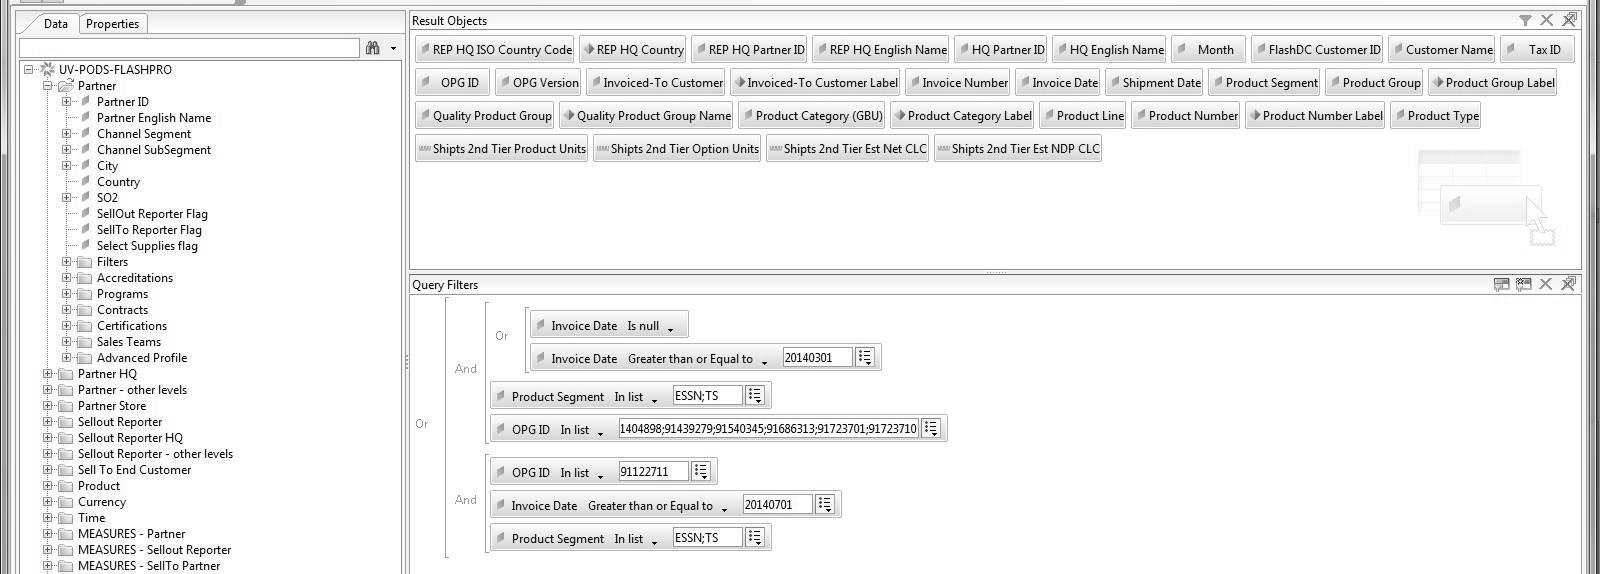 Data Properties
UV-PODS-FLASHPRO
Partner
Partner ID
Partner English Name
Channel Segment
Channel SubSegment
City
Country
SO2
SellOut Reporter Flag
SellTo Reporter Flag
Select Supplies flag
Filters
Accreditations
Programs
Contracts
Certifications
Sales Teams
Advanced Profile
Partner HQ
Partner - other levels
Partner Store
Sellout Reporter
Sellout Reporter HQ
Sellout Reporter - other levels
Sell To End Customer
Product
Currency
Time
MEASURES - Partner
MEASURES - Sellout Reporter
MEASURES - SellTo Partner
Result Objects
REP HQ ISO Country Code REP HQ Country REP HQ Partner ID REP HQ English Name HQ Partner ID HQ English Name Month FlashDC Customer ID Customer Name Tax ID
OPG ID OPG Version Invoiced-To Customer Invoiced-To Customer Label Invoice Number Invoice Date Shipment Date Product Segment Product Group Product Group Label
Quality Product Group Quality Product Group Name Product Category (GBU) Product Category Label Product Line Product Number Product Number Label Product Type
Shipts 2nd Tier Product Units Shipts 2nd Tier Option Units Shipts 2nd Tier Est Net CLC Shipts 2nd Tier Est NDP CLC
Query Filters
Invoice Date Is null
Or
Invoice Date Greater than or Equal to 20140301
And
Product Segment In list ESSN;TS
Or
OPG ID In list 1404898;91439279;91540345;91686313;91723701;91723710
OPG ID In list 91122711
And
Invoice Date Greater than or Equal to 20140701
Product Segment In list ESSN;TS